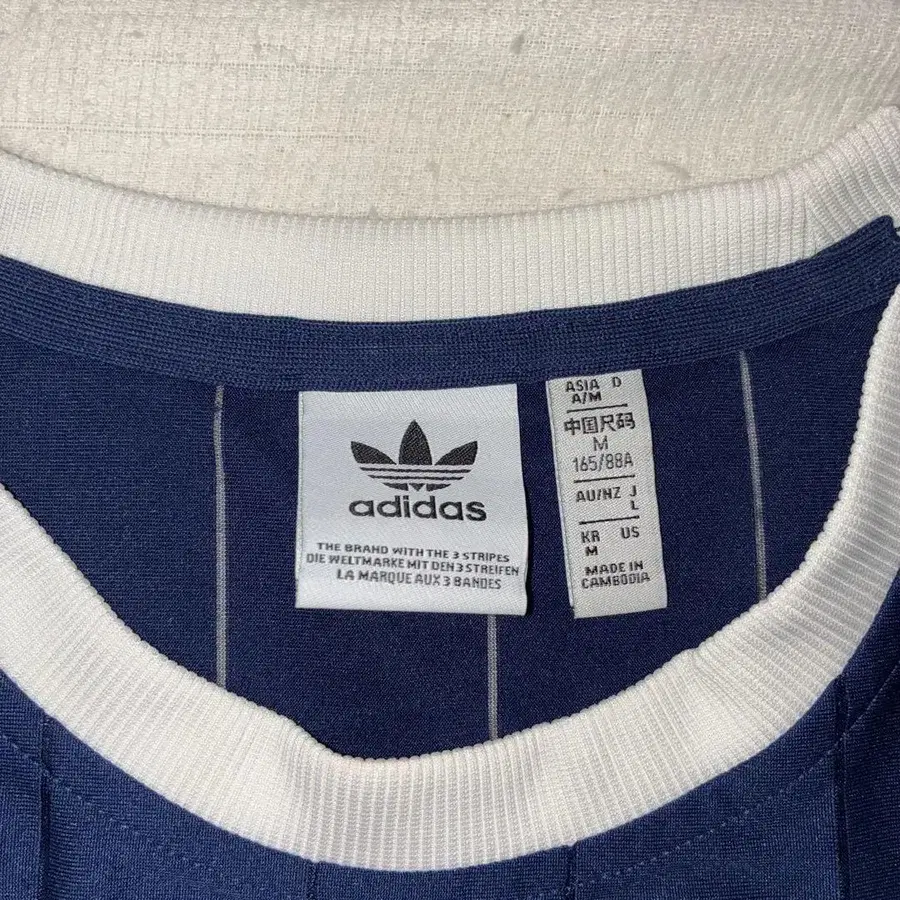 adidas
THE BRAND WITH THE 3 STRIPES
DIE WELTMARKE MIT DEN 3 STREIFEN
LA MARQUE AUX 3 BANDES
ASIA D
A/M
中国尺码
M
165/88A
AU/NZ J
L
KR US
M
MADE IN
CAMBODIA